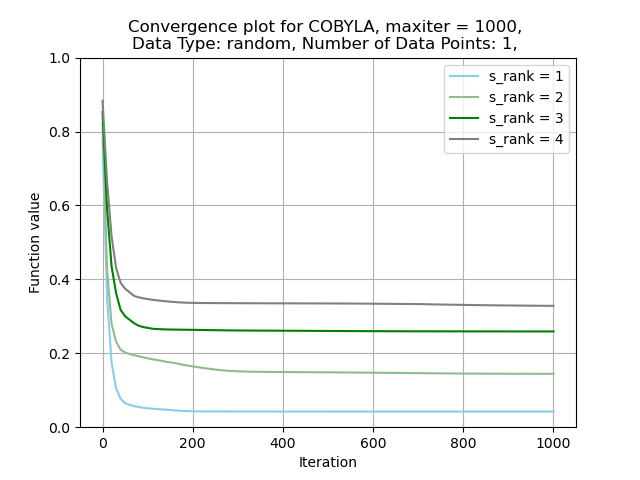 Convergence plot for COBYLA, maxiter = 1000,
Data Type: random, Number of Data Points: 1,
1.0
0.8
0.6
0.4
0.2
0.0
Function value
s_rank = 1
s_rank = 2
s_rank = 3
s_rank = 4
0 200 400 600 800 1000
Iteration